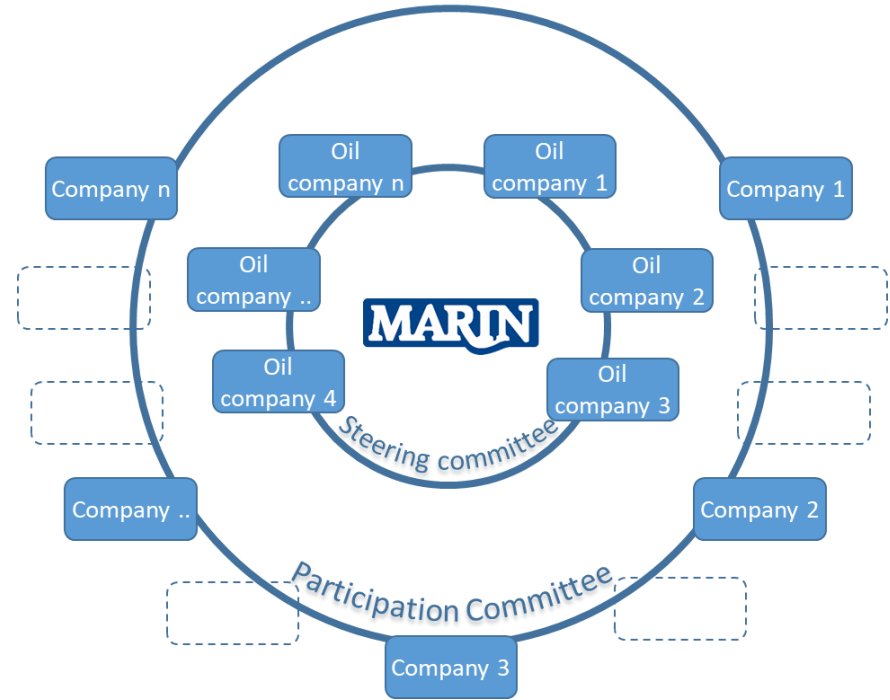 Oil
company n
Oil
company 1
Company n
Company 1
Oil
company ..
Oil
company 2
MARIN
Oil
company 4
Oil
company 3
Steering committee
Company ..
Company 2
Participation Committee
Company 3